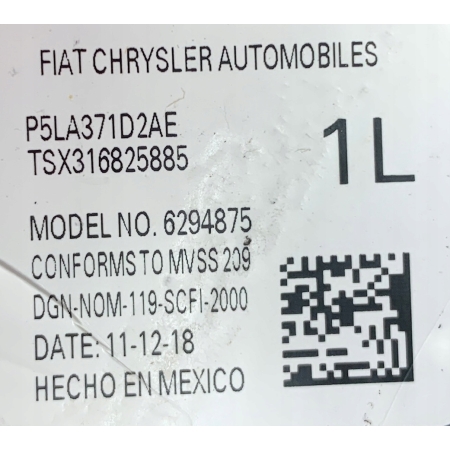 FIAT CHRYSLER AUTOMOBILES
P5LA371D2AE
TSX316825885
1L
MODEL NO. 6294875
CONFORMS TO MVSS 209
DGN-NOM-119-SCFI-2000
DATE: 11-12-18
HECHO EN MEXICO